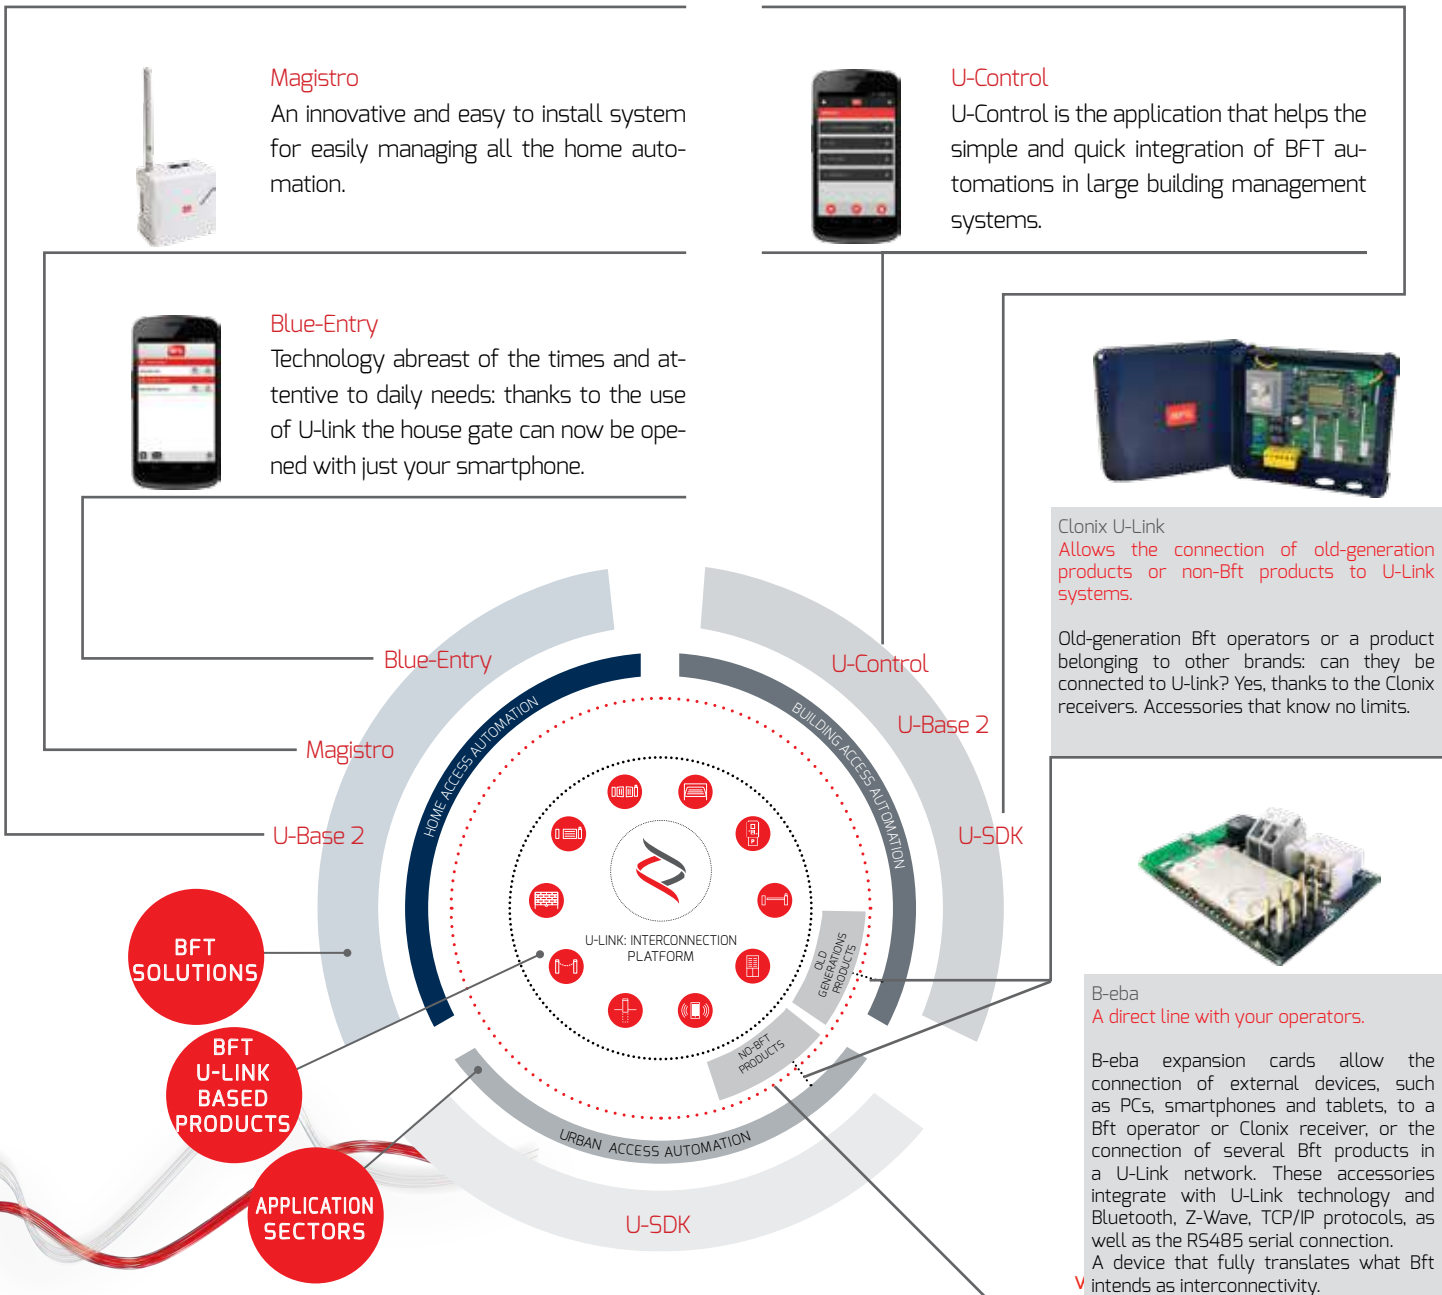 Magistro
An innovative and easy to install system
for easily managing all the home auto-
mation.
U-Control
U-Control is the application that helps the
simple and quick integration of BFT au-
tomations in large building management
systems.
Blue-Entry
Technology abreast of the times and at-
tentive to daily needs: thanks to the use
of U-link the house gate can now be ope-
ned with just your smartphone.
Clonix U-Link
Allows the connection of old-generation
products or non-Bft products to U-Link
systems.
Old-generation Bft operators or a product
belonging to other brands: can they be
connected to U-link? Yes, thanks to the Clonix
receivers. Accessories that know no limits.
Blue-Entry
Magistro
U-Base 2
U-Control
U-Base 2
U-SDK
HOME ACCESS AUTOMATION
BUILDING ACCESS AUTOMATION
U-LINK: INTERCONNECTION
PLATFORM
OLD
GENERATIONS
PRODUCTS
NO-BFT
PRODUCTS
URBAN ACCESS AUTOMATION
U-SDK
BFT
SOLUTIONS
BFT
U-LINK
BASED
PRODUCTS
APPLICATION
SECTORS
B-eba
A direct line with your operators.
B-eba expansion cards allow the
connection of external devices, such
as PCs, smartphones and tablets, to a
Bft operator or Clonix receiver, or the
connection of several Bft products in
a U-Link network. These accessories
integrate with U-Link technology and
Bluetooth, Z-Wave, TCP/IP protocols, as
well as the RS485 serial connection.
A device that fully translates what Bft
intends as interconnectivity.